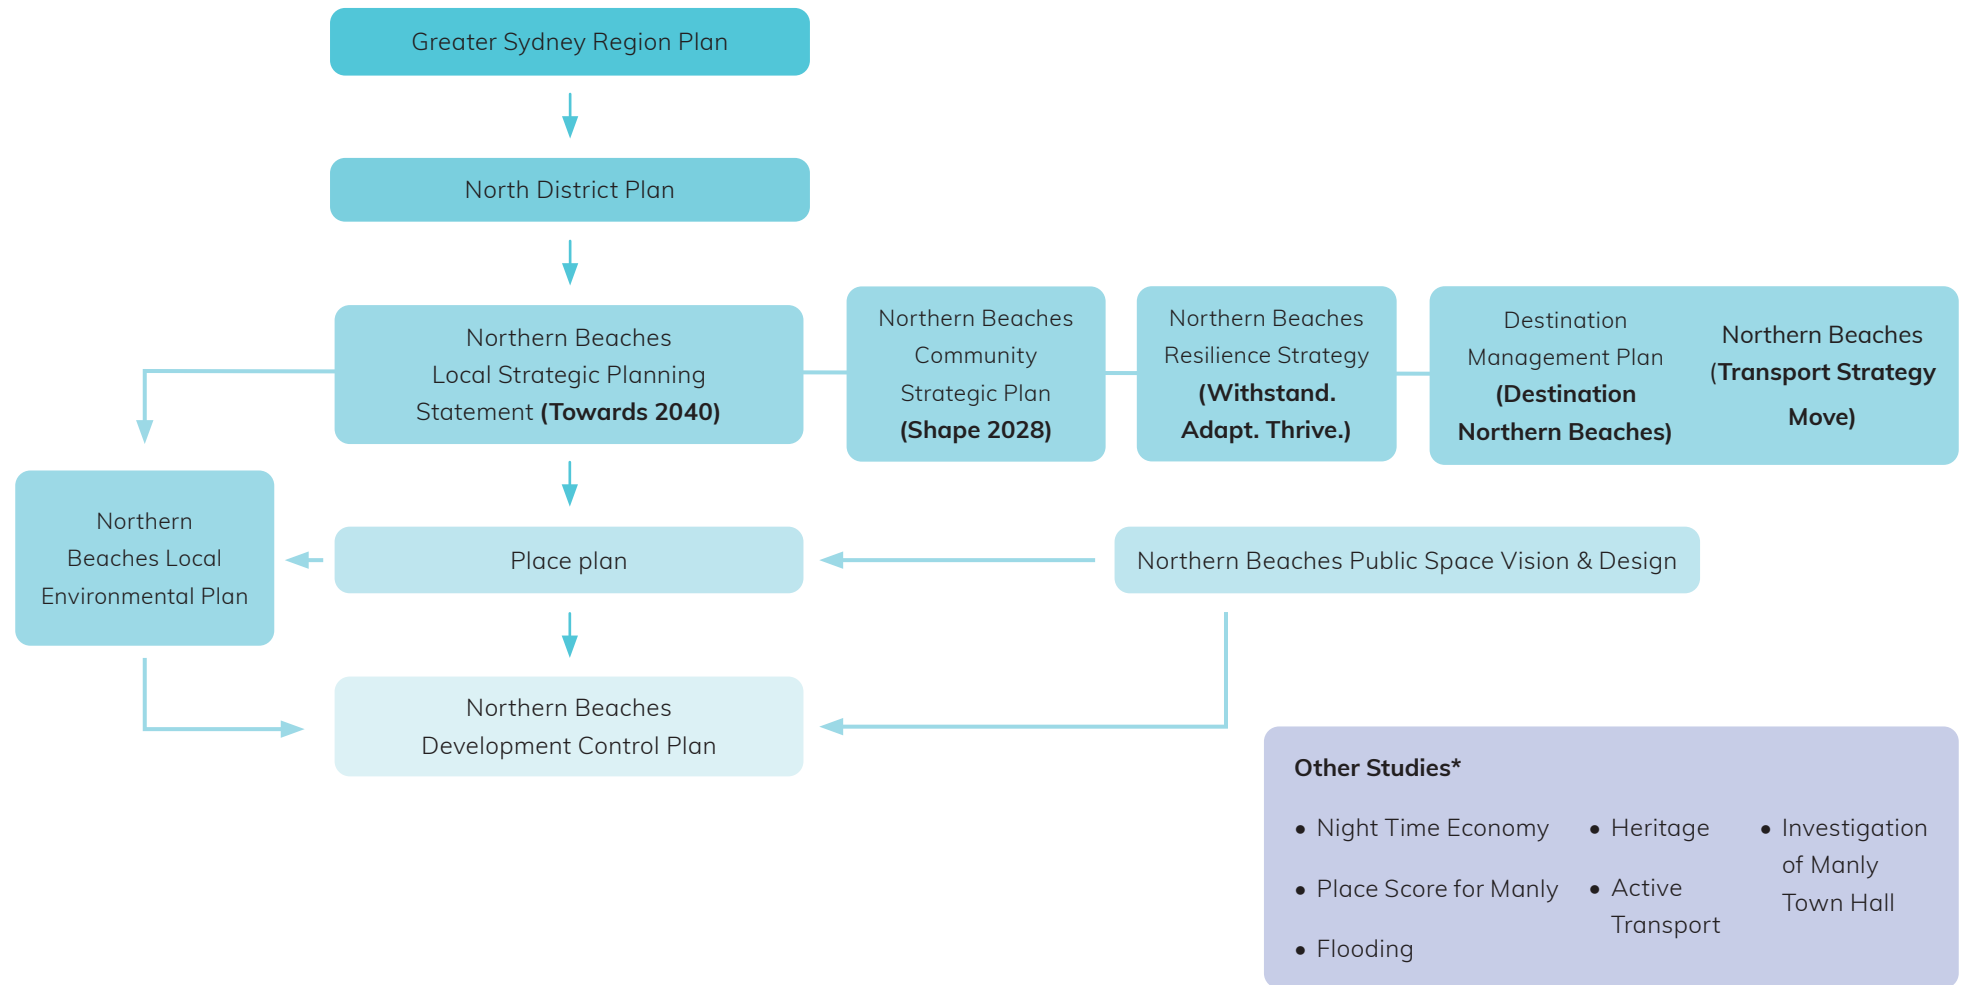 Greater Sydney Region Plan
North District Plan
Northern Beaches
Local Strategic Planning
Statement (Towards 2040)
Northern Beaches
Community
Strategic Plan
(Shape 2028)
Northern Beaches
Resilience Strategy
(Withstand.
Adapt. Thrive.)
Destination
Management Plan
(Destination
Northern Beaches)
Northern Beaches
(Transport Strategy
Move)
Northern
Beaches Local
Environmental Plan
Place plan
Northern Beaches Public Space Vision & Design
Northern Beaches
Development Control Plan
Other Studies*
• Night Time Economy
• Place Score for Manly
• Flooding
• Heritage
• Active
Transport
• Investigation
of Manly
Town Hall